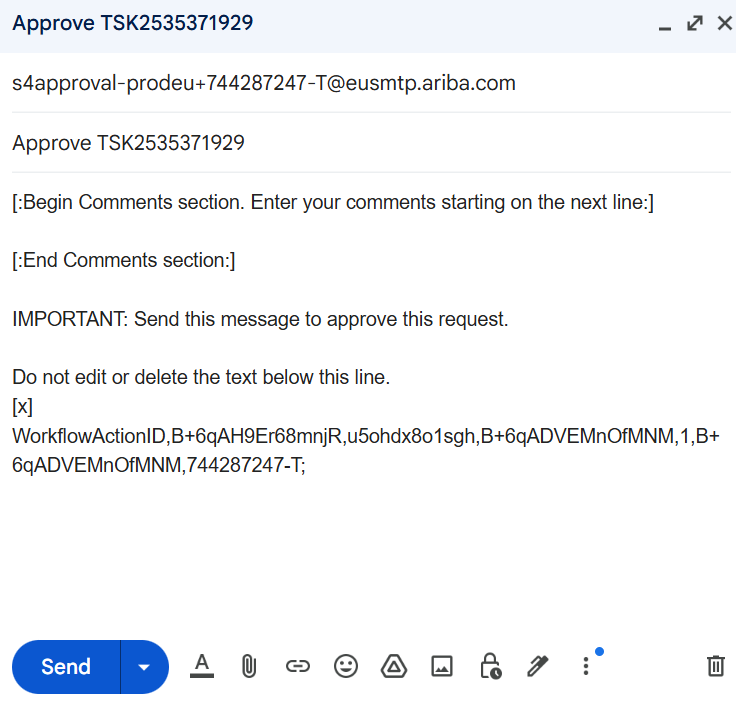 Approve TSK2535371929
s4approval-prodeu+744287247-T@eusmtp.ariba.com
Approve TSK2535371929
[:Begin Comments section. Enter your comments starting on the next line:]
[:End Comments section:]
IMPORTANT: Send this message to approve this request.
Do not edit or delete the text below this line.
[x]
WorkflowActionID,B+6qAH9Er68mnjR,u5ohdx8o1sgh,B+6qADVEMnOfMNM,1,B+
6qADVEMnOfMNM,744287247-T;
Send
A